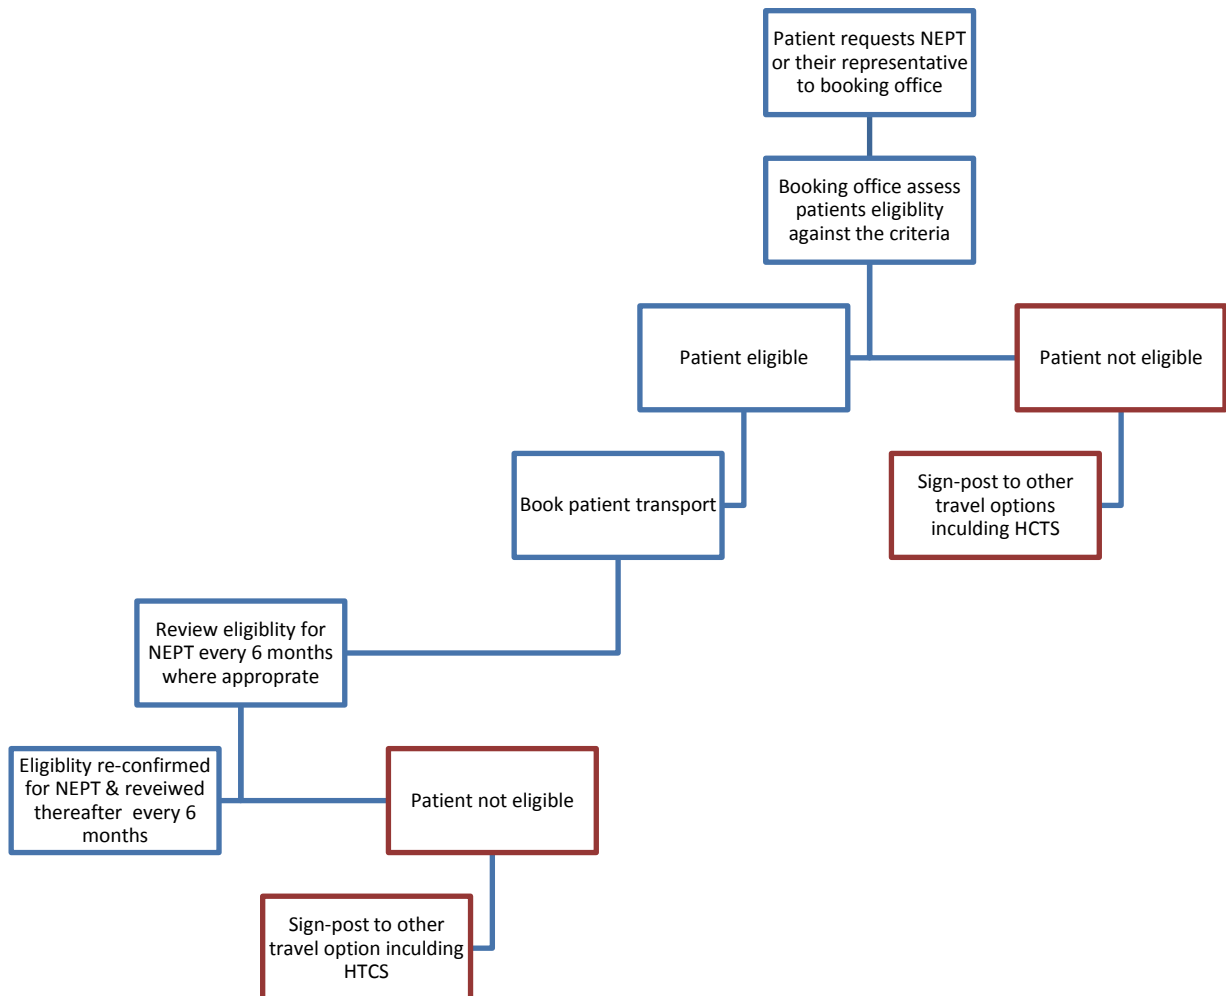 Patient requests NEPT
or their representative
to booking office
Booking office assess
patients eligiblity
against the criteria
Patient eligible
Patient not eligible
Book patient transport
Sign-post to other
travel options
inculding HCTS
Review eligiblity for
NEPT every 6 months
where approprate
Eligiblity re-confirmed
for NEPT & reveiwed
thereafter every 6
months
Patient not eligible
Sign-post to other
travel option inculding
HTCS